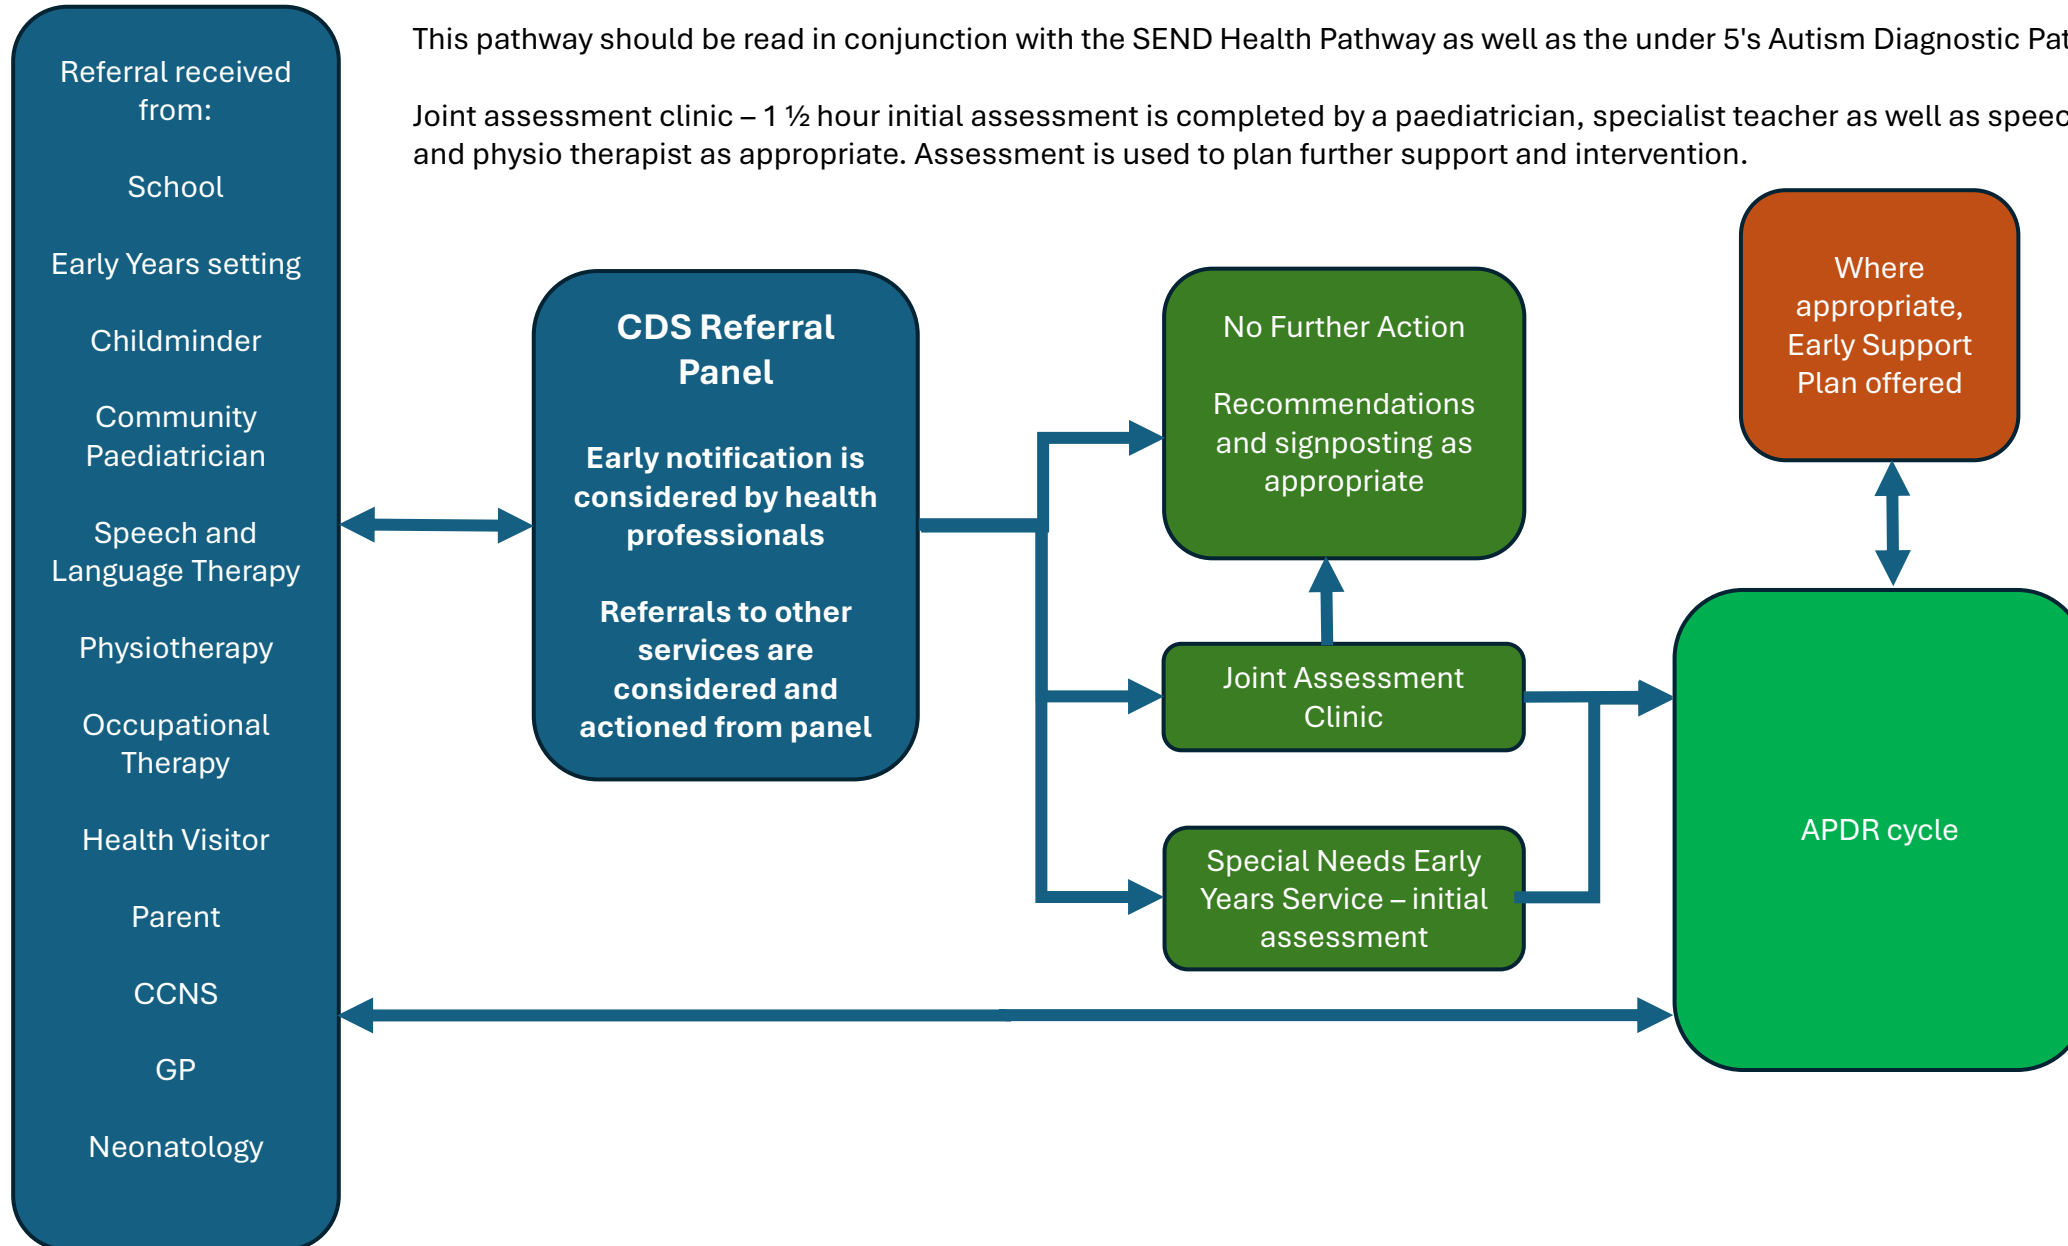 Referral received
from:
School
Early Years setting
Childminder
Community
Paediatrician
Speech and
Language Therapy
Physiotherapy
Occupational
Therapy
Health Visitor
Parent
CCNS
GP
Neonatology
This pathway should be read in conjunction with the SEND Health Pathway as well as the under 5's Autism Diagnostic
Joint assessment clinic – 1 ½ hour initial assessment is completed by a paediatrician, specialist teacher as well as
and physio therapist as appropriate. Assessment is used to plan further support and intervention.
CDS Referral
Panel
Early notification is
considered by health
professionals
Referrals to other
services are
considered and
actioned from panel
No Further Action
Recommendations
and signposting as
appropriate
Joint Assessment
Clinic
Special Needs Early
Years Service – initial
assessment
Where
appropriate,
Early Support
Plan offered
APDR cycle